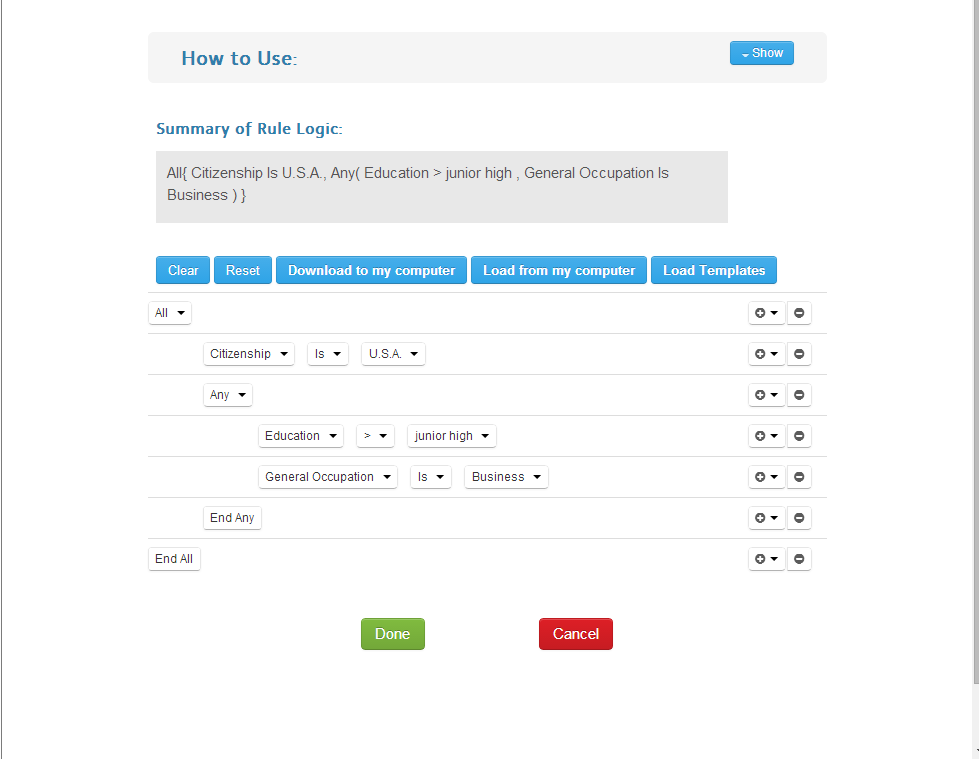 How to Use:
Show
Summary of Rule Logic:
All{ Citizenship Is U.S.A., Any( Education > junior high , General Occupation Is
Business ) }
Clear Reset Download to my computer Load from my computer Load Templates
All
Citizenship Is U.S.A.
Any
Education > junior high
General Occupation Is Business
End Any
End All
Done Cancel